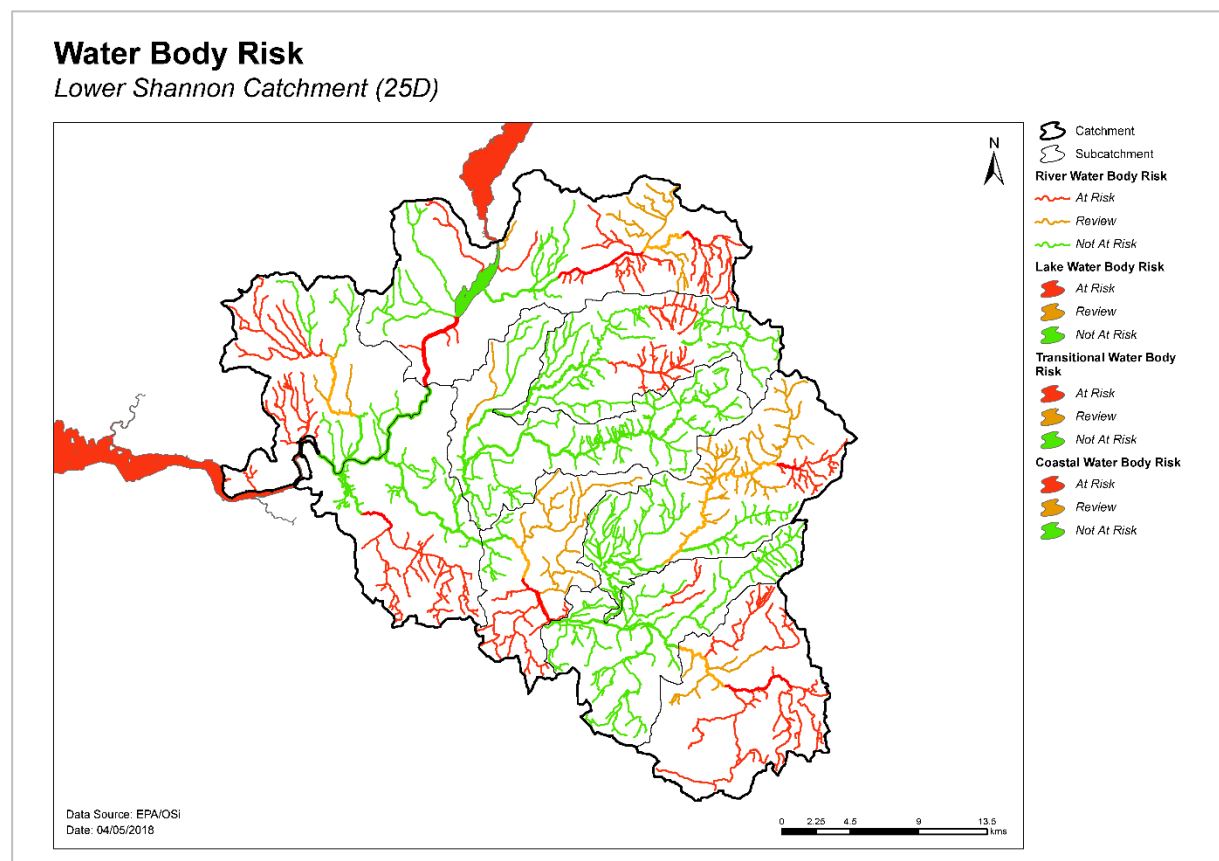 Water Body Risk
Lower Shannon Catchment (25D)
N
Catchment
Subcatchment
River Water Body Risk
At Risk
Review
Not At Risk
Lake Water Body Risk
At Risk
Review
Not At Risk
Transitional Water Body
Risk
At Risk
Review
Not At Risk
Coastal Water Body Risk
At Risk
Review
Not At Risk
Data Source: EPA/OSi
Date: 04/05/2018
0 2.25 4.5 9 13.5
kms